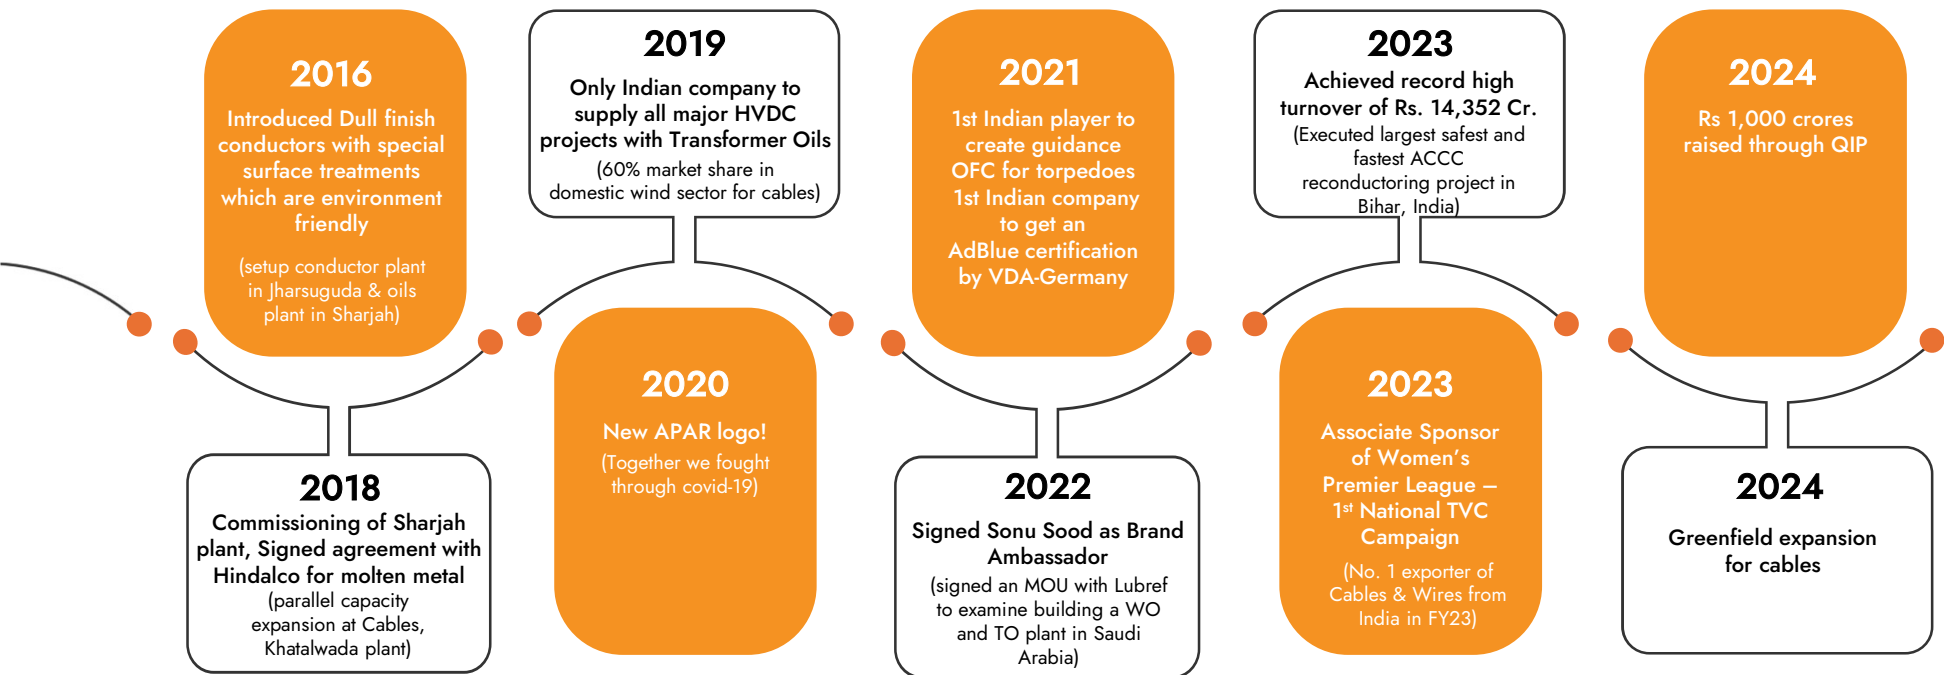 2016
Introduced Dull finish
conductors with special
surface treatments
which are environment
friendly
(setup conductor plant
in Jharsuguda & oils
plant in Sharjah)
2018
Commissioning of Sharjah
plant, Signed agreement with
Hindalco for molten metal
(parallel capacity
expansion at Cables,
Khatalwada plant)
2019
Only Indian company to
supply all major HVDC
projects with Transformer Oils
(60% market share in
domestic wind sector for cables)
2020
New APAR logo!
(Together we fought
through covid-19)
2021
1st Indian player to
create guidance
OFC for torpedoes
1st Indian company
to get an
AdBlue certification
by VDA-Germany
2022
Signed Sonu Sood as Brand
Ambassador
(signed an MOU with Lubref
to examine building a WO
and TO plant in Saudi
Arabia)
2023
Achieved record high
turnover of Rs. 14,352 Cr.
(Executed largest safest and
fastest ACCC
reconductoring project in
Bihar, India)
2023
Associate Sponsor
of Women’s
Premier League –
1st National TVC
Campaign
(No. 1 exporter of
Cables & Wires from
India in FY23)
2024
Rs 1,000 crores
raised through QIP
2024
Greenfield expansion
for cables